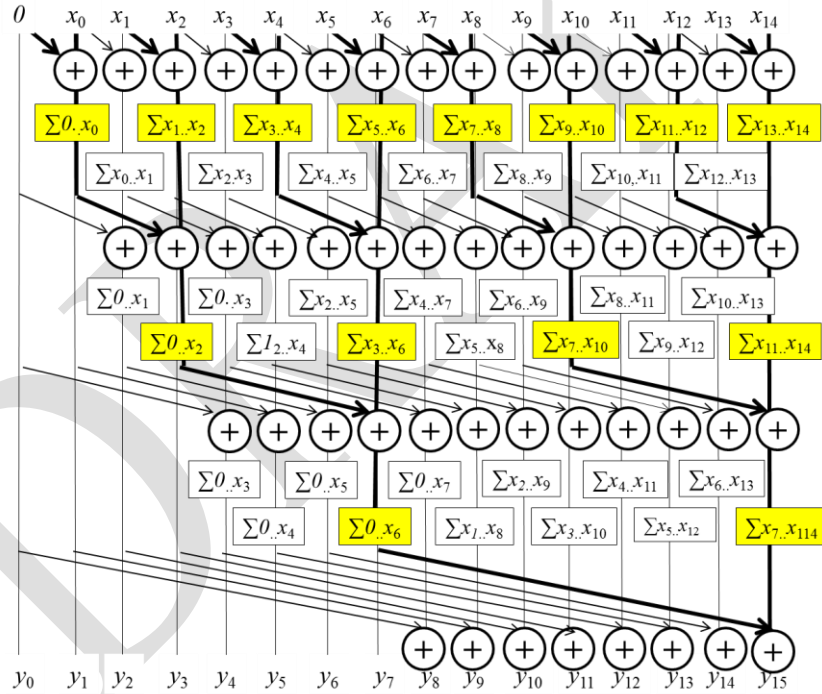 0 x₀ x₁ x₂ x₃ x₄ x₅ x₆ x₇ x₈ x₉ x₁₀ x₁₁ x₁₂ x₁₃ x₁₄
+ + + + + + + + + + + + + + +
∑0..x₀ ∑x₁..x₂ ∑x₃..x₄ ∑x₅..x₆ ∑x₇..x₈ ∑x₉..x₁₀ ∑x₁₁..x₁₂ ∑x₁₃..x₁₄
∑x₀..x₁ ∑x₂..x₃ ∑x₄..x₅ ∑x₆..x₇ ∑x₈..x₉ ∑x₁₀..x₁₁ ∑x₁₂..x₁₃
+ + + + + + + + + + + + + +
∑0..x₁ ∑0..x₃ ∑x₂..x₅ ∑x₄..x₇ ∑x₆..x₉ ∑x₈..x₁₁ ∑x₁₀..x₁₃
∑0..x₂ ∑1₂..x₄ ∑x₃..x₆ ∑x₅..x₈ ∑x₇..x₁₀ ∑x₉..x₁₂ ∑x₁₁..x₁₄
+ + + + + + + + + + + +
∑0..x₃ ∑0..x₅ ∑0..x₇ ∑x₂..x₉ ∑x₄..x₁₁ ∑x₆..x₁₃
∑0..x₄ ∑0..x₆ ∑x₁..x₈ ∑x₃..x₁₀ ∑x₅..x₁₂ ∑x₇..x₁₁₄
+ + + + + + + +
y₀ y₁ y₂ y₃ y₄ y₅ y₆ y₇ y₈ y₉ y₁₀ y₁₁ y₁₂ y₁₃ y₁₄ y₁₅